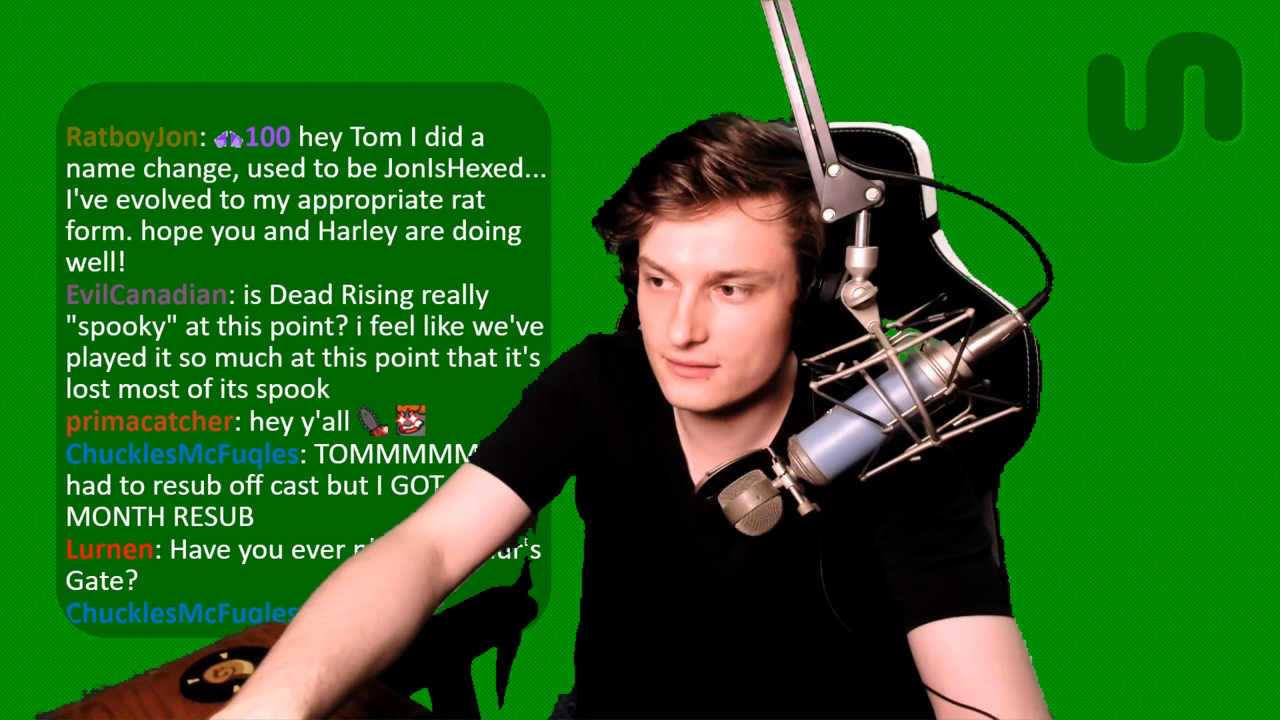 RatboyJon: 100 hey Tom I did a
name change, used to be JonIsHexed...
I've evolved to my appropriate rat
form. hope you and Harley are doing
well!
EvilCanadian: is Dead Rising really
"spooky" at this point? i feel like we've
played it so much at this point that it's
lost most of its spook
primacatcher: hey y'all
ChucklesMcFuqles: TOMMMMM
had to resub off cast but I GOT
MONTH RESUB
Lurnen: Have you ever
Gate?
ChucklesMcFuqles